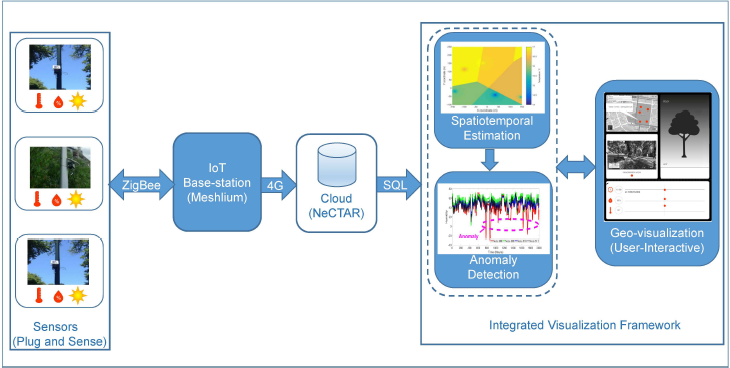 Sensors
(Plug and Sense)
ZigBee
IoT
Base-station
(Meshlium)
4G
Cloud
(NeCTAR)
SQL
Spatiotemporal
Estimation
Anomaly
Anomaly
Detection
Geo-visualization
(User-Interactive)
Integrated Visualization Framework